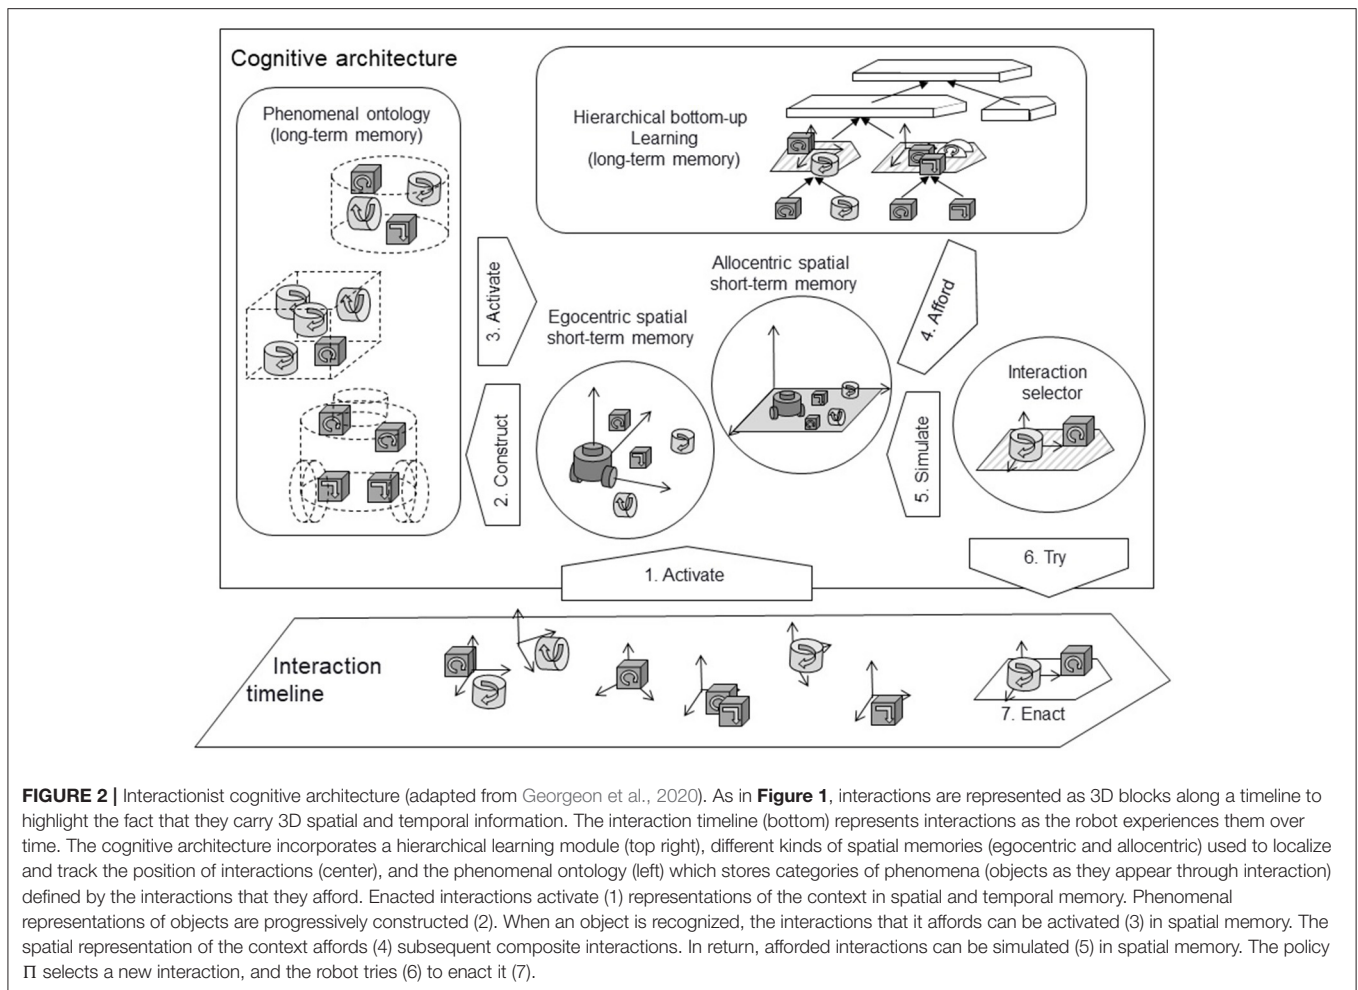 Cognitive architecture
Phenomenal ontology
(long-term memory)
Hierarchical bottom-up
Learning
(long-term memory)
3. Activate
Egocentric spatial
short-term memory
Allocentric spatial
short-term memory
4. Afford
Interaction
selector
2. Construct
5. Simulate
1. Activate
6. Try
Interaction
timeline
7. Enact
FIGURE 2 | Interactionist cognitive architecture (adapted from Georgeon et al., 2020). As in Figure 1, interactions are represented as 3D blocks along a timeline to
highlight the fact that they carry 3D spatial and temporal information. The interaction timeline (bottom) represents interactions as the robot experiences them over
time. The cognitive architecture incorporates a hierarchical learning module (top right), different kinds of spatial memories (egocentric and allocentric) used to localize
and track the position of interactions (center), and the phenomenal ontology (left) which stores categories of phenomena (objects as they appear through interaction)
defined by the interactions that they afford. Enacted interactions activate (1) representations of the context in spatial and temporal memory. Phenomenal
representations of objects are progressively constructed (2). When an object is recognized, the interactions that it affords can be activated (3) in spatial memory. The
spatial representation of the context affords (4) subsequent composite interactions. In return, afforded interactions can be simulated (5) in spatial memory. The policy
Π selects a new interaction, and the robot tries (6) to enact it (7).